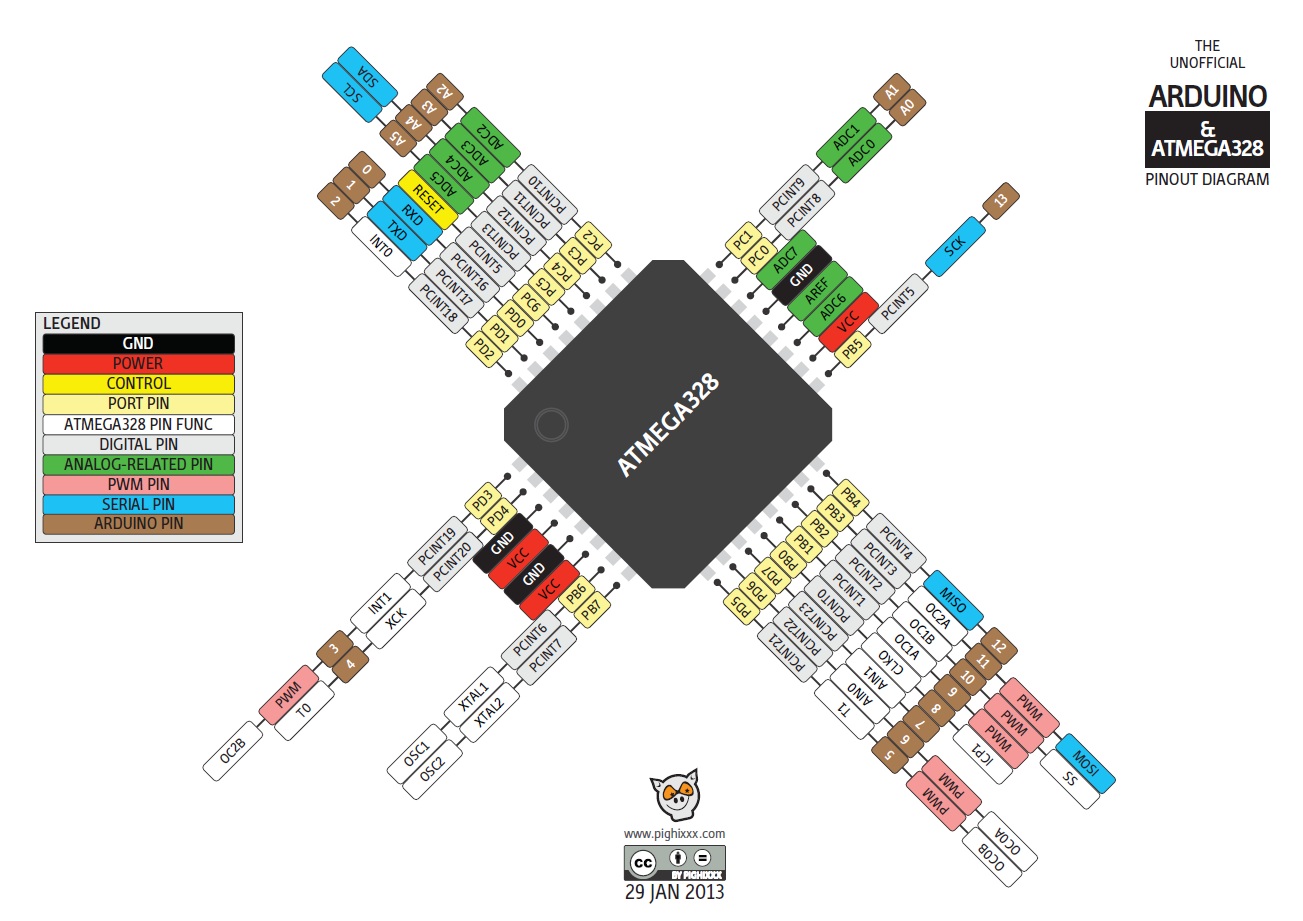 THE
UNOFFICIAL
ARDUINO
&
ATMEGA328
PINOUT DIAGRAM
SDA
SCL
A2
A3
A4
A5
0
1
2
ADC2
ADC3
ADC4
ADC5
RESET
RXD
TXD
INT0
PCINT10
PCINT11
PCINT12
PCINT13
PCINT5
PCINT16
PCINT17
PCINT18
PC2
PC3
PC4
PC5
PC6
PD0
PD1
PD2
A1
A0
ADC1
ADC0
PCINT9
PCINT8
PC1
PC0
ADC7
GND
AREF
ADC6
VCC
PB5
PCINT5
SCK
13
LEGEND
GND
POWER
CONTROL
PORT PIN
ATMEGA328 PIN FUNC
DIGITAL PIN
ANALOG-RELATED PIN
PWM PIN
SERIAL PIN
ARDUINO PIN
ATMEGA328
PD3
PD4
GND
VCC
GND
VCC
PB6
PB7
PCINT19
PCINT20
PCINT6
PCINT7
INT1
XCK
XTAL1
XTAL2
3
4
PWM
T0
OSC1
OSC2
OC2B
PB4
PB3
PB2
PB1
PB0
PD7
PD6
PD5
PCINT4
PCINT3
PCINT2
PCINT1
PCINT0
PCINT23
PCINT22
PCINT21
MISO
OC2A
OC1B
OC1A
CLKO
AIN1
AIN0
T1
12
11
10
9
8
7
6
5
PWM
PWM
PWM
ICP1
PWM
PWM
MOSI
SS
OC0A
OC0B
www.pighixxx.com
cc
BY PIGHIXXX
29 JAN 2013